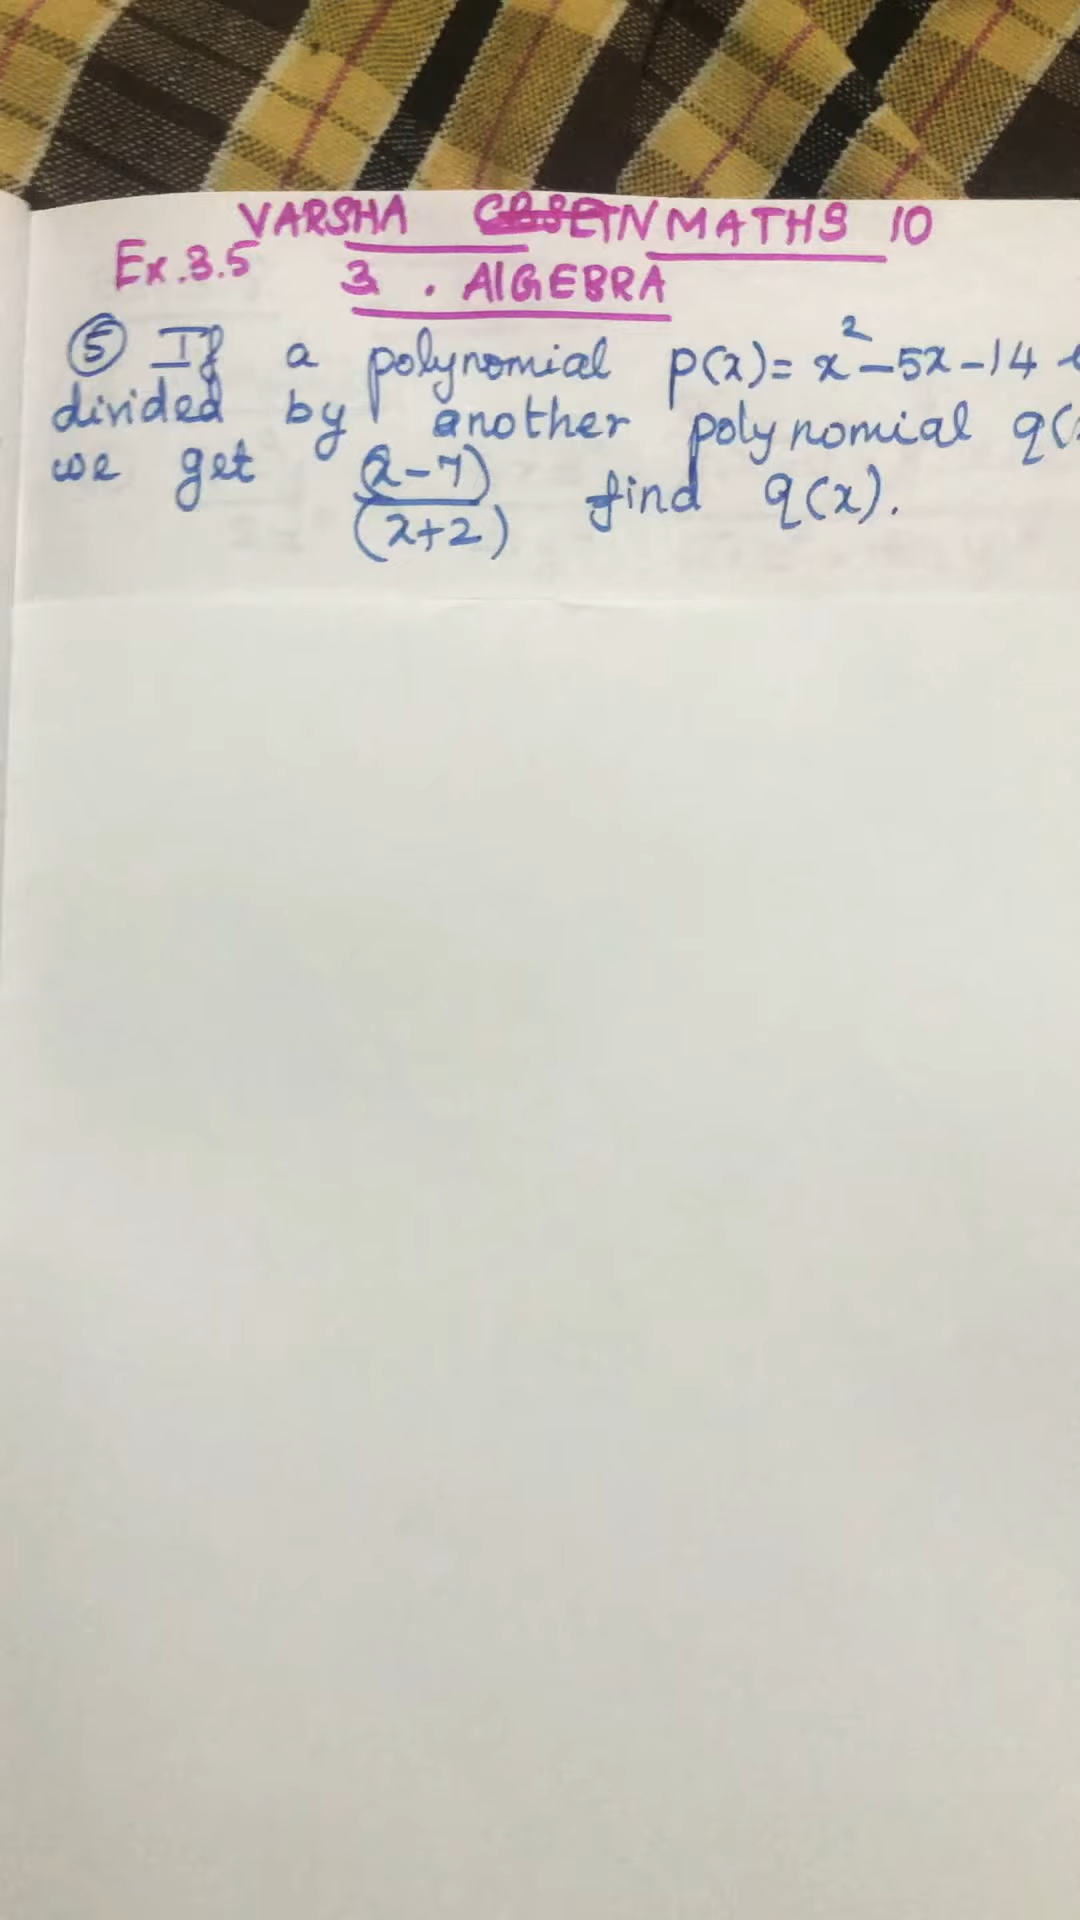 VARSHA TN MATHS 10
Ex.3.5 3. AlGEBRA
⑤ If a polynomial p(x)= x²-5x-14
divided by another polynomial q(
we get (x-7)/(x+2) find q(x).